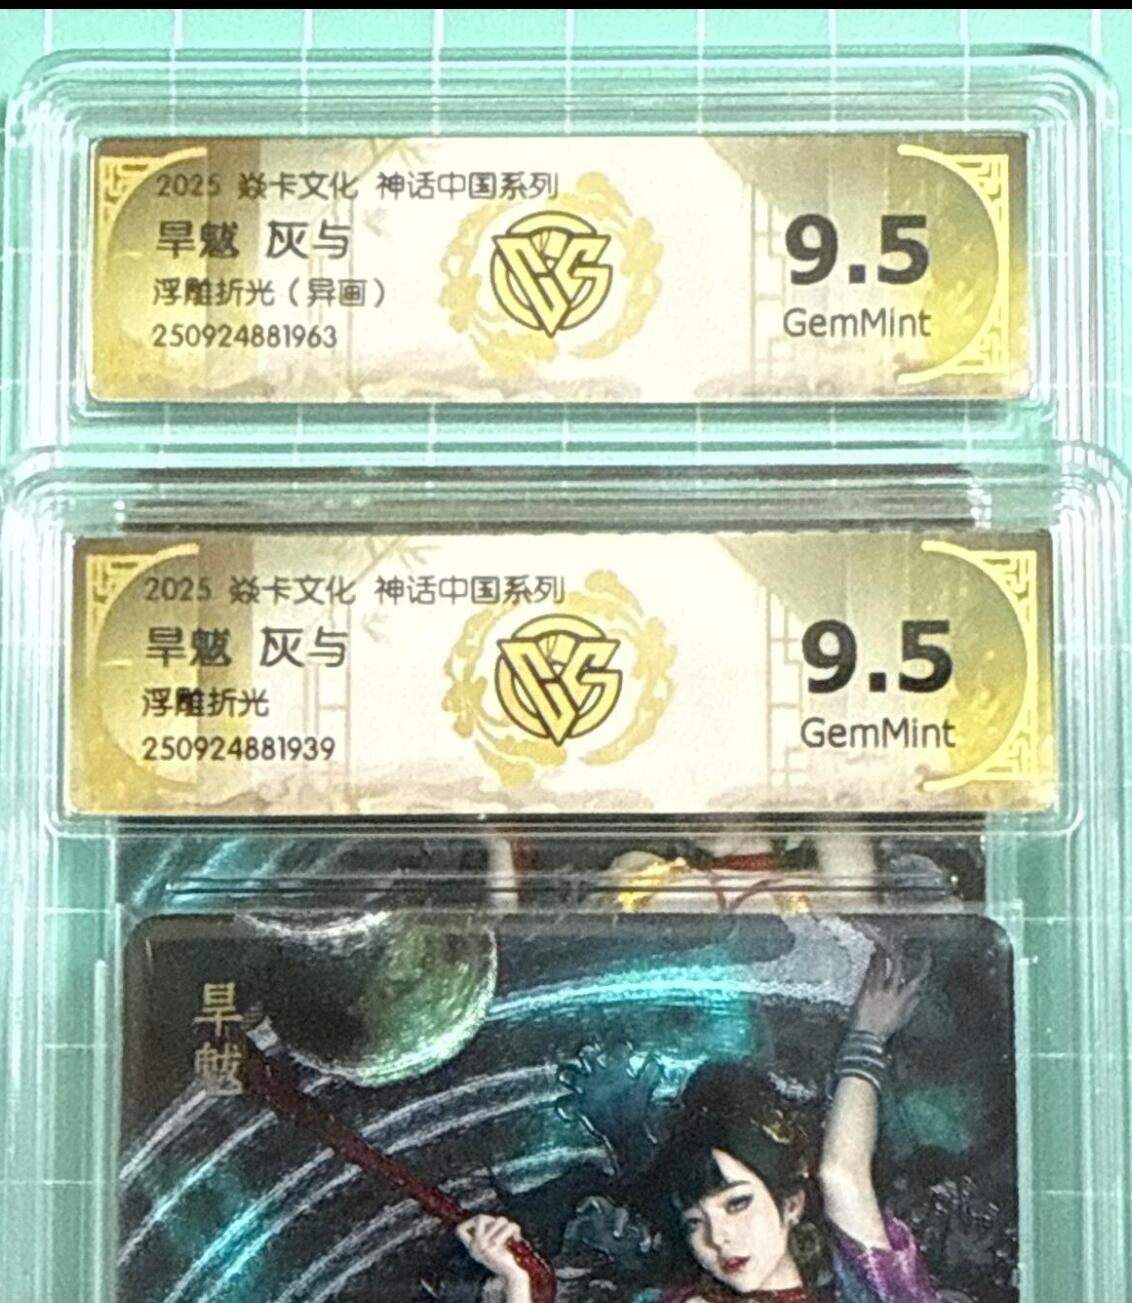 2025 焱卡文化 神话中国系列
旱魃 灰与
浮雕折光（异画）
250924881963
9.5
GemMint
2025 焱卡文化 神话中国系列
旱魃 灰与
浮雕折光
250924881939
9.5
GemMint
旱魃